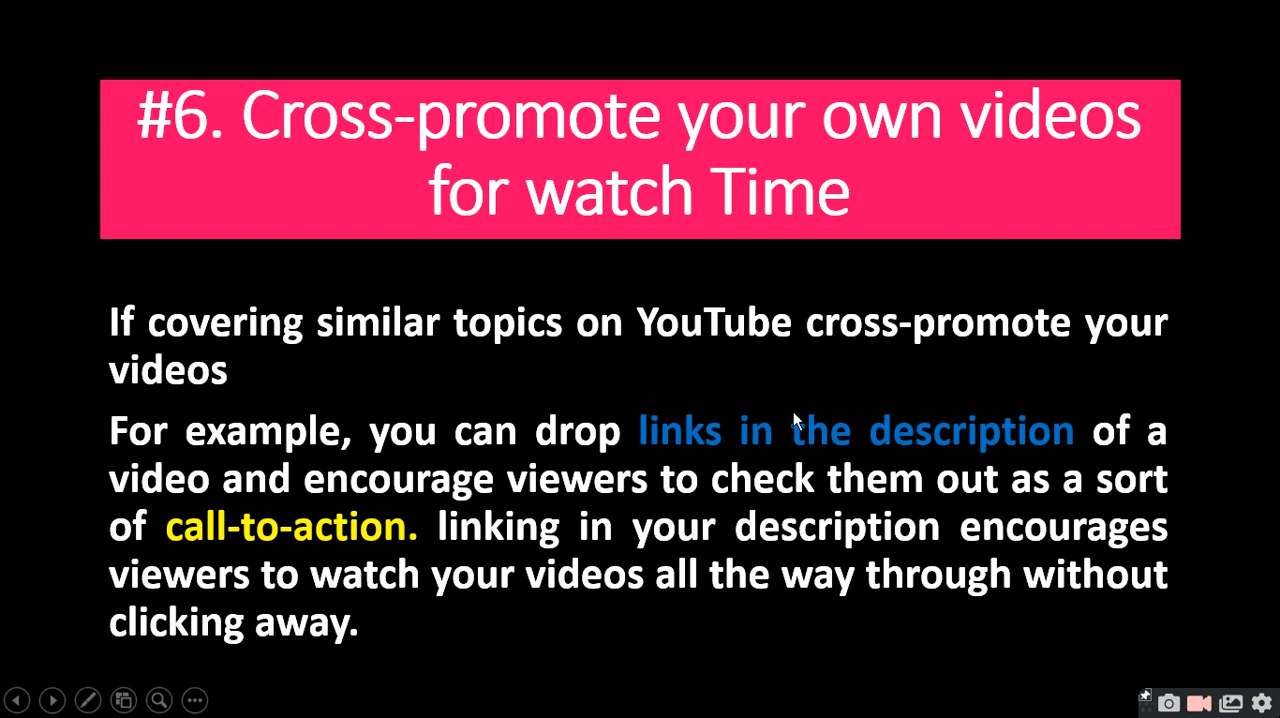 #6. Cross-promote your own videos
for watch Time
If covering similar topics on YouTube cross-promote your
videos
For example, you can drop links in the description of a
video and encourage viewers to check them out as a sort
of call-to-action. linking in your description encourages
viewers to watch your videos all the way through without
clicking away.